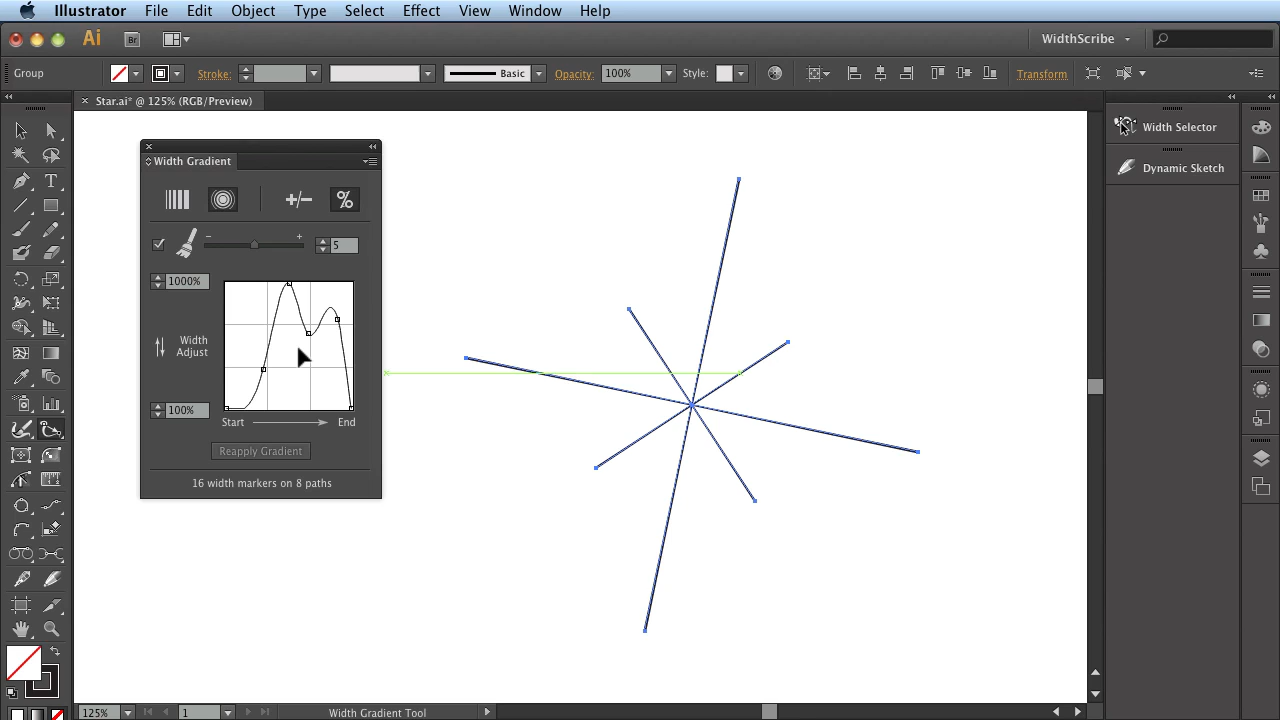 Illustrator File Edit Object Type Select Effect View Window Help
Ai Br WidthScribe
Group Stroke: Basic Opacity: 100% Style: Transform
Star.ai* @ 125% (RGB/Preview)
Width Gradient
+/- %
- +
5
1000%
Width
Adjust
100%
Start End
Reapply Gradient
16 width markers on 8 paths
Width Selector
Dynamic Sketch
T
125% 1 Width Gradient Tool